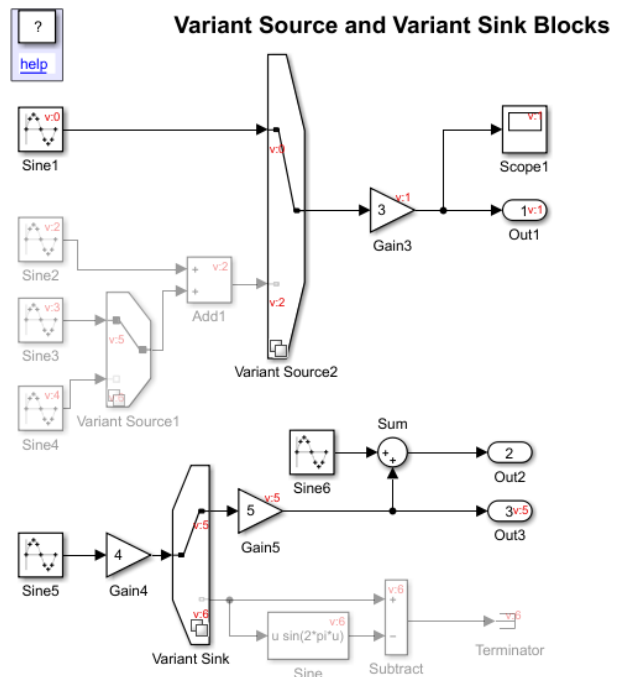 ?
help
Variant Source and Variant Sink Blocks
v:0
Sine1
v:0
v:1
Scope1
3
v:1
Gain3
1
v:1
Out1
v:2
Sine2
+
+
v:2
Add1
v:2
v:3
Sine3
v:5
v:4
Sine4
Variant Source1
Variant Source2
Sine6
Sum
+
+
2
Out2
Sine5
4
Gain4
v:5
v:6
Variant Sink
5
v:5
Gain5
3
v:5
Out3
v:6
u sin(2*pi*u)
Sine
v:6
+
−
Subtract
v:6
Terminator